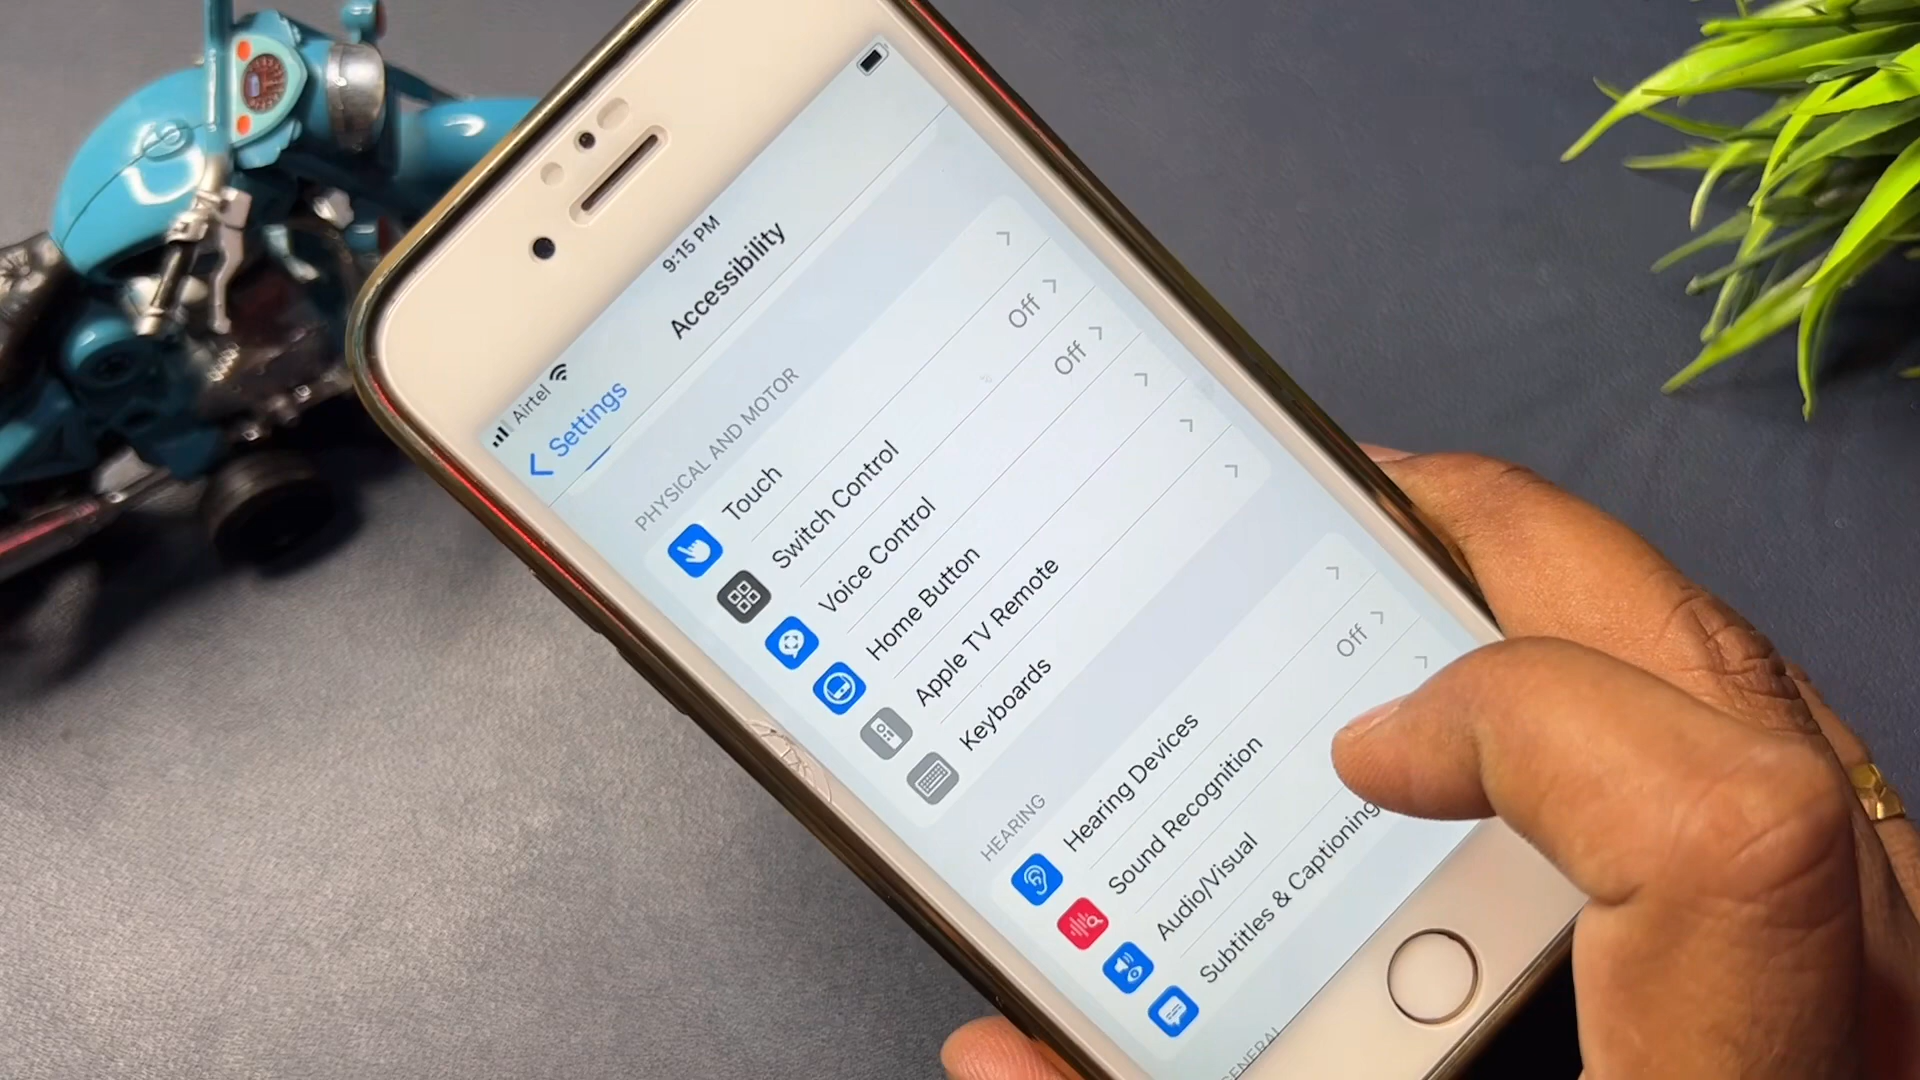 Airtel 9:15 PM
Settings Accessibility
PHYSICAL AND MOTOR
Touch
Switch Control Off
Voice Control Off
Home Button
Apple TV Remote
Keyboards
HEARING
Hearing Devices
Sound Recognition Off
Audio/Visual
Subtitles & Captioning
GENERAL